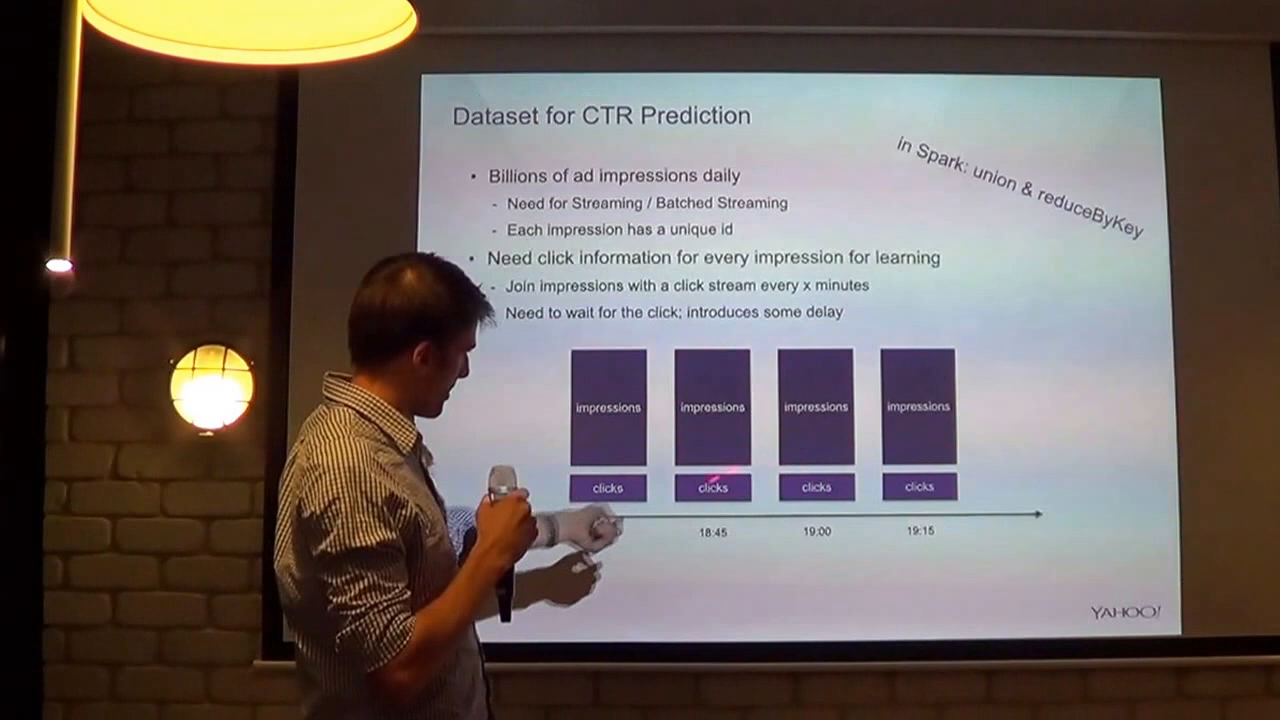 Dataset for CTR Prediction
in Spark: union & reduceByKey
• Billions of ad impressions daily
- Need for Streaming / Batched Streaming
- Each impression has a unique id
• Need click information for every impression for learning
- Join impressions with a click stream every x minutes
Need to wait for the click; introduces some delay
impressions impressions impressions impressions
clicks clicks clicks clicks
18:45 19:00 19:15
YAHOO!